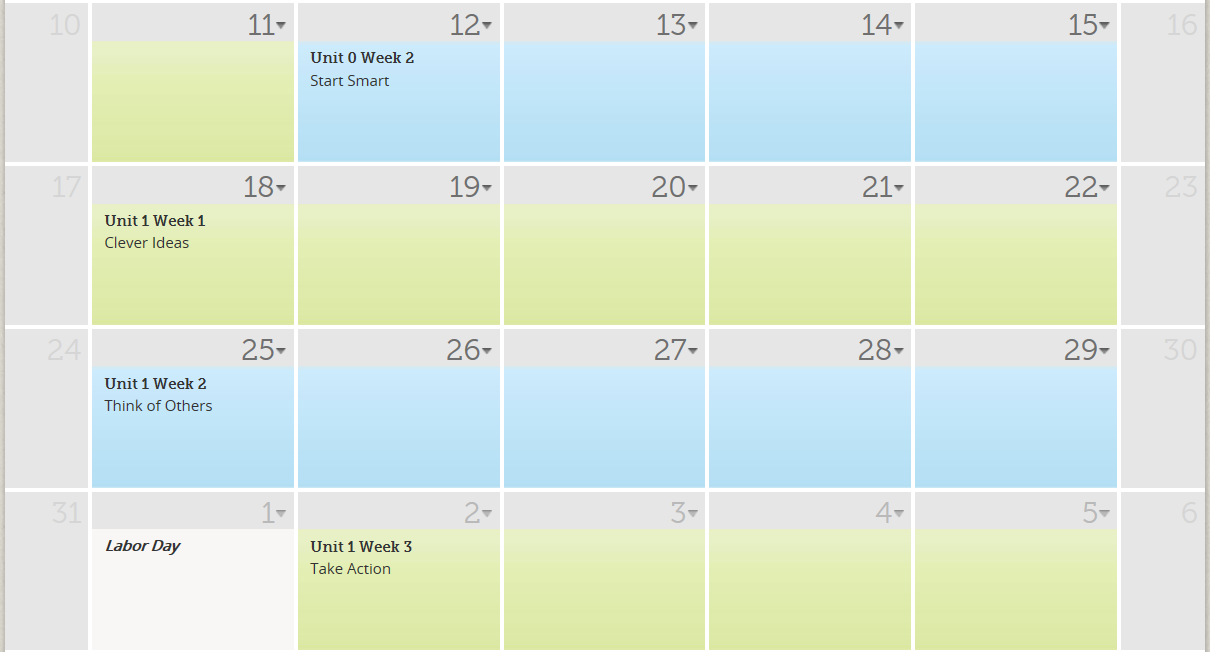 10 11 12 13 14 15 16
Unit 0 Week 2
Start Smart
17 18 19 20 21 22 23
Unit 1 Week 1
Clever Ideas
24 25 26 27 28 29 30
Unit 1 Week 2
Think of Others
31 1 2 3 4 5 6
Labor Day
Unit 1 Week 3
Take Action